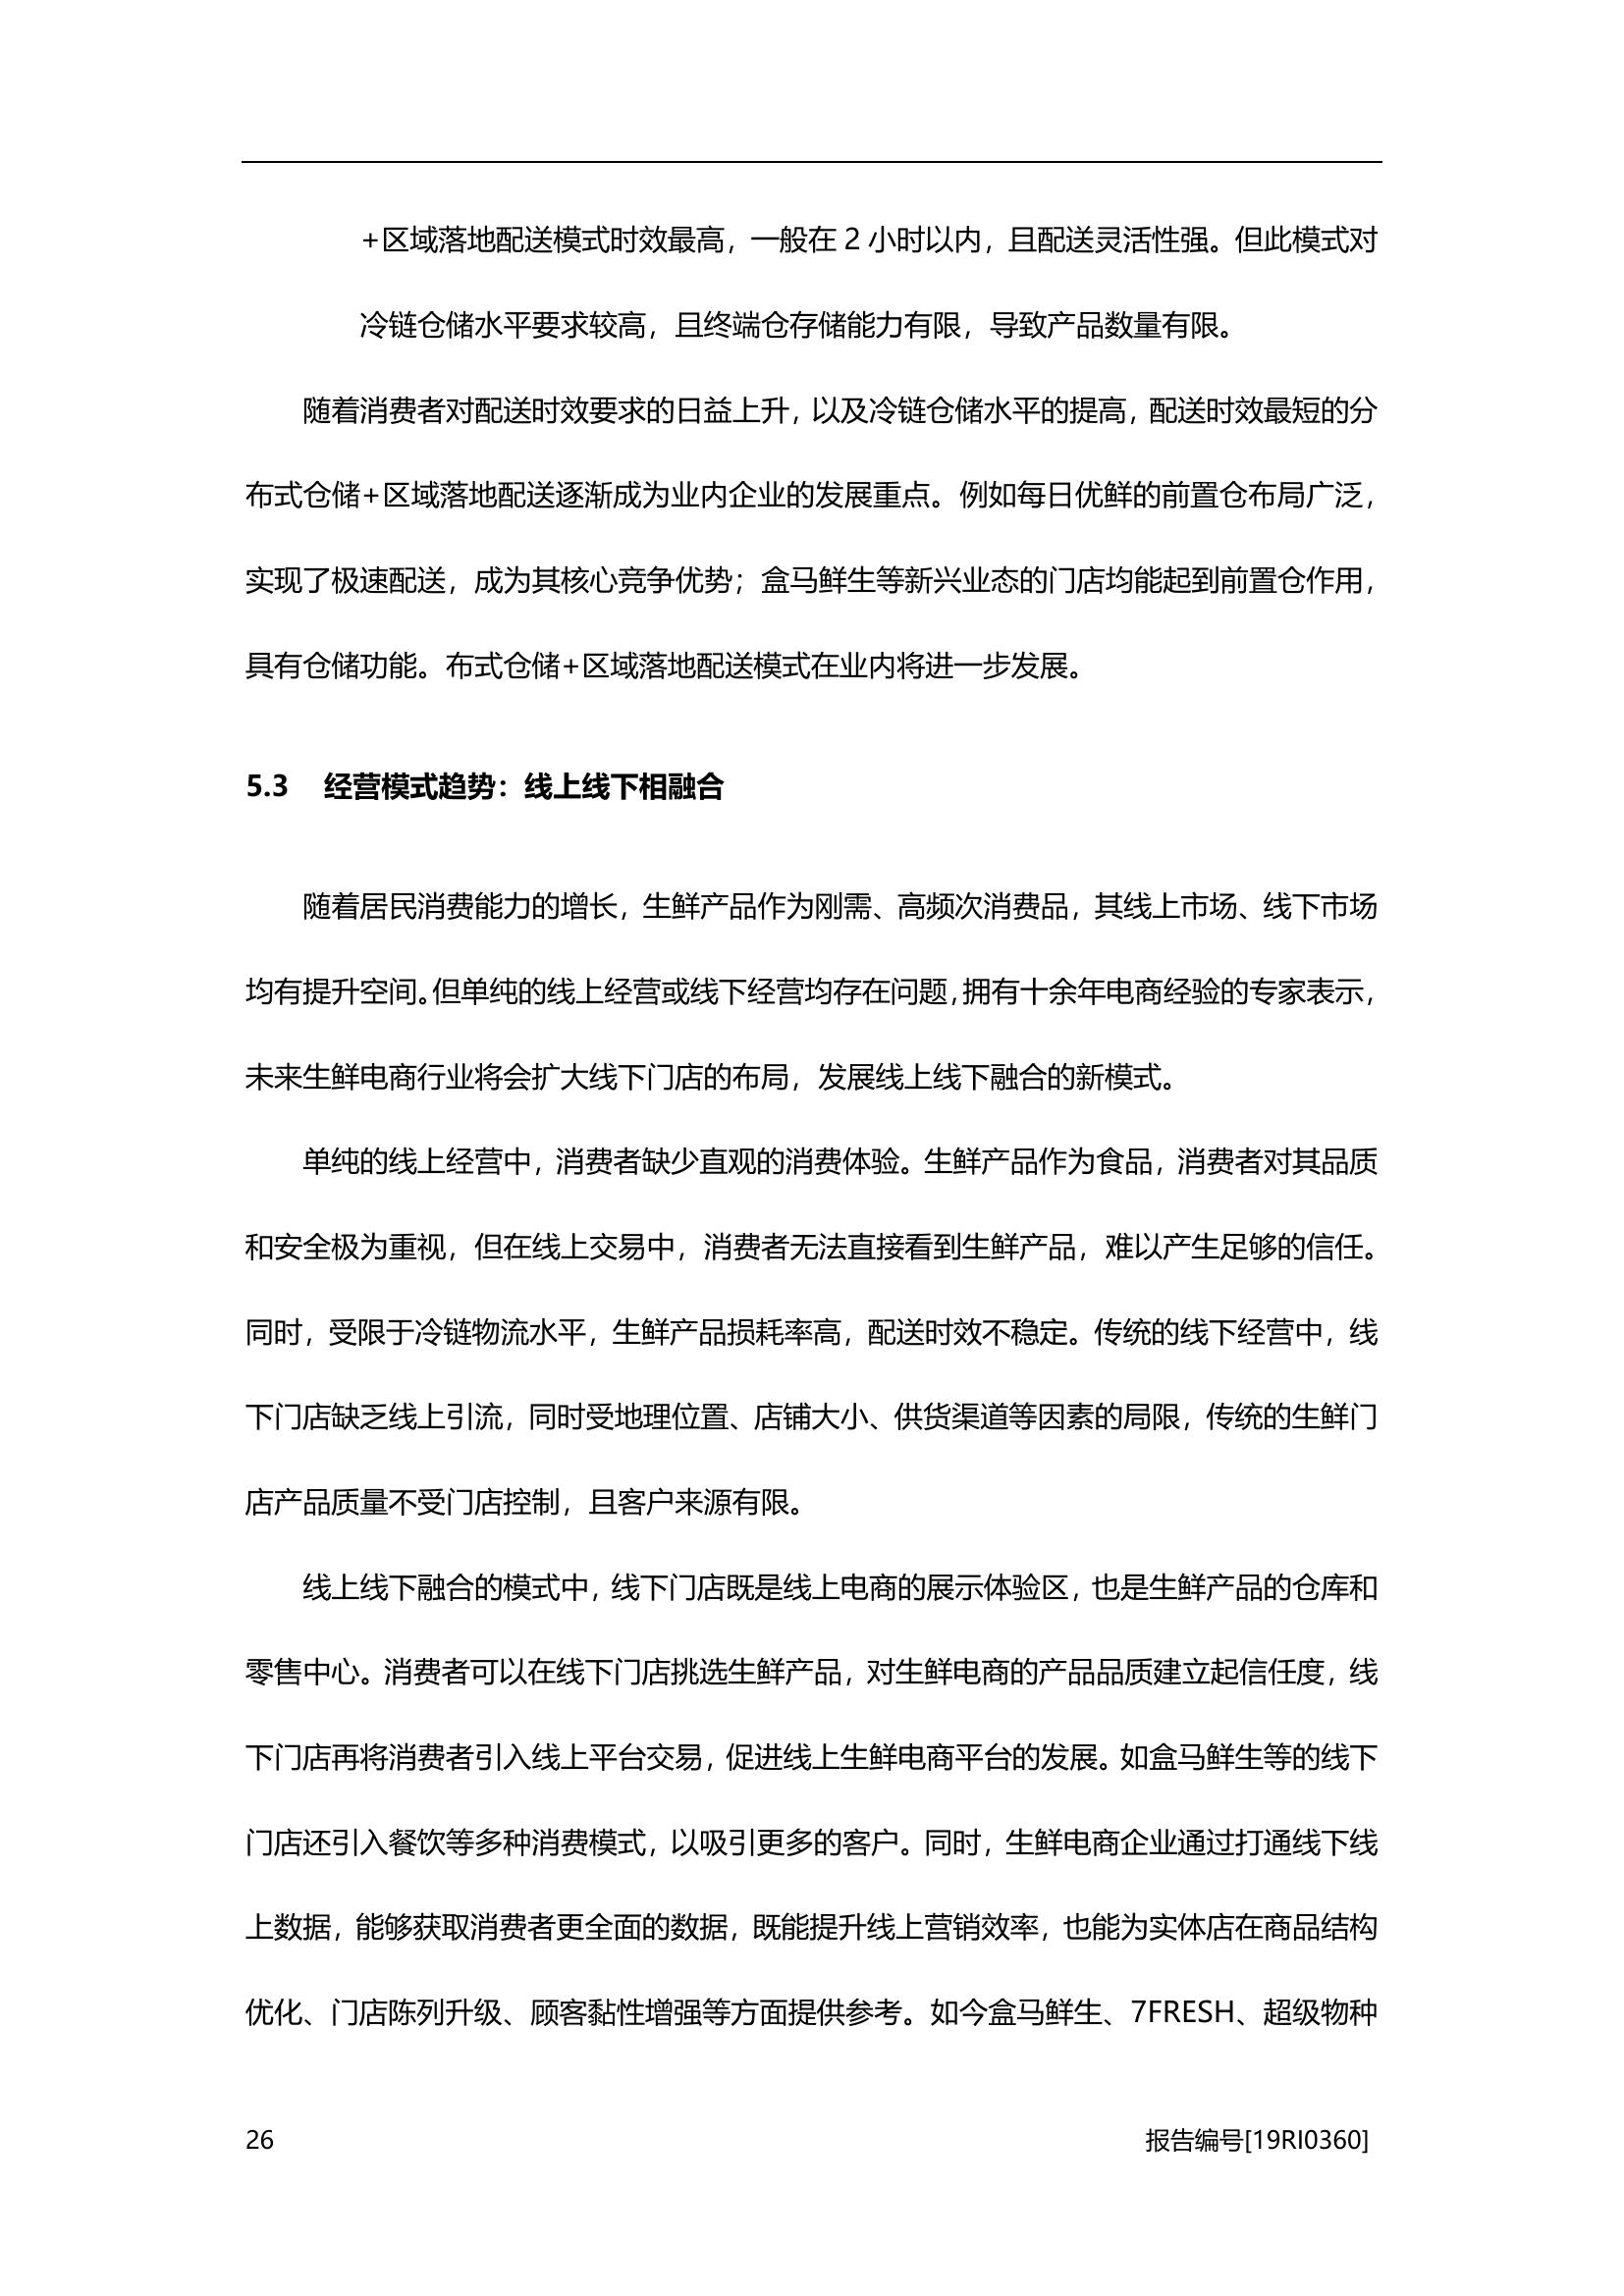 +区域落地配送模式时效最高，一般在 2 小时以内，且配送灵活性强。但此模式对
冷链仓储水平要求较高，且终端仓存储能力有限，导致产品数量有限。
随着消费者对配送时效要求的日益上升，以及冷链仓储水平的提高，配送时效最短的分
布式仓储+区域落地配送逐渐成为业内企业的发展重点。例如每日优鲜的前置仓布局广泛，
实现了极速配送，成为其核心竞争优势；盒马鲜生等新兴业态的门店均能起到前置仓作用，
具有仓储功能。布式仓储+区域落地配送模式在业内将进一步发展。
5.3 经营模式趋势：线上线下相融合
随着居民消费能力的增长，生鲜产品作为刚需、高频次消费品，其线上市场、线下市场
均有提升空间。但单纯的线上经营或线下经营均存在问题，拥有十余年电商经验的专家表示，
未来生鲜电商行业将会扩大线下门店的布局，发展线上线下融合的新模式。
单纯的线上经营中，消费者缺少直观的消费体验。生鲜产品作为食品，消费者对其品质
和安全极为重视，但在线上交易中，消费者无法直接看到生鲜产品，难以产生足够的信任。
同时，受限于冷链物流水平，生鲜产品损耗率高，配送时效不稳定。传统的线下经营中，线
下门店缺乏线上引流，同时受地理位置、店铺大小、供货渠道等因素的局限，传统的生鲜门
店产品质量不受门店控制，且客户来源有限。
线上线下融合的模式中，线下门店既是线上电商的展示体验区，也是生鲜产品的仓库和
零售中心。消费者可以在线下门店挑选生鲜产品，对生鲜电商的产品品质建立起信任度，线
下门店再将消费者引入线上平台交易，促进线上生鲜电商平台的发展。如盒马鲜生等的线下
门店还引入餐饮等多种消费模式，以吸引更多的客户。同时，生鲜电商企业通过打通线下线
上数据，能够获取消费者更全面的数据，既能提升线上营销效率，也能为实体店在商品结构
优化、门店陈列升级、顾客黏性增强等方面提供参考。如今盒马鲜生、7FRESH、超级物种
26 报告编号[19RI0360]